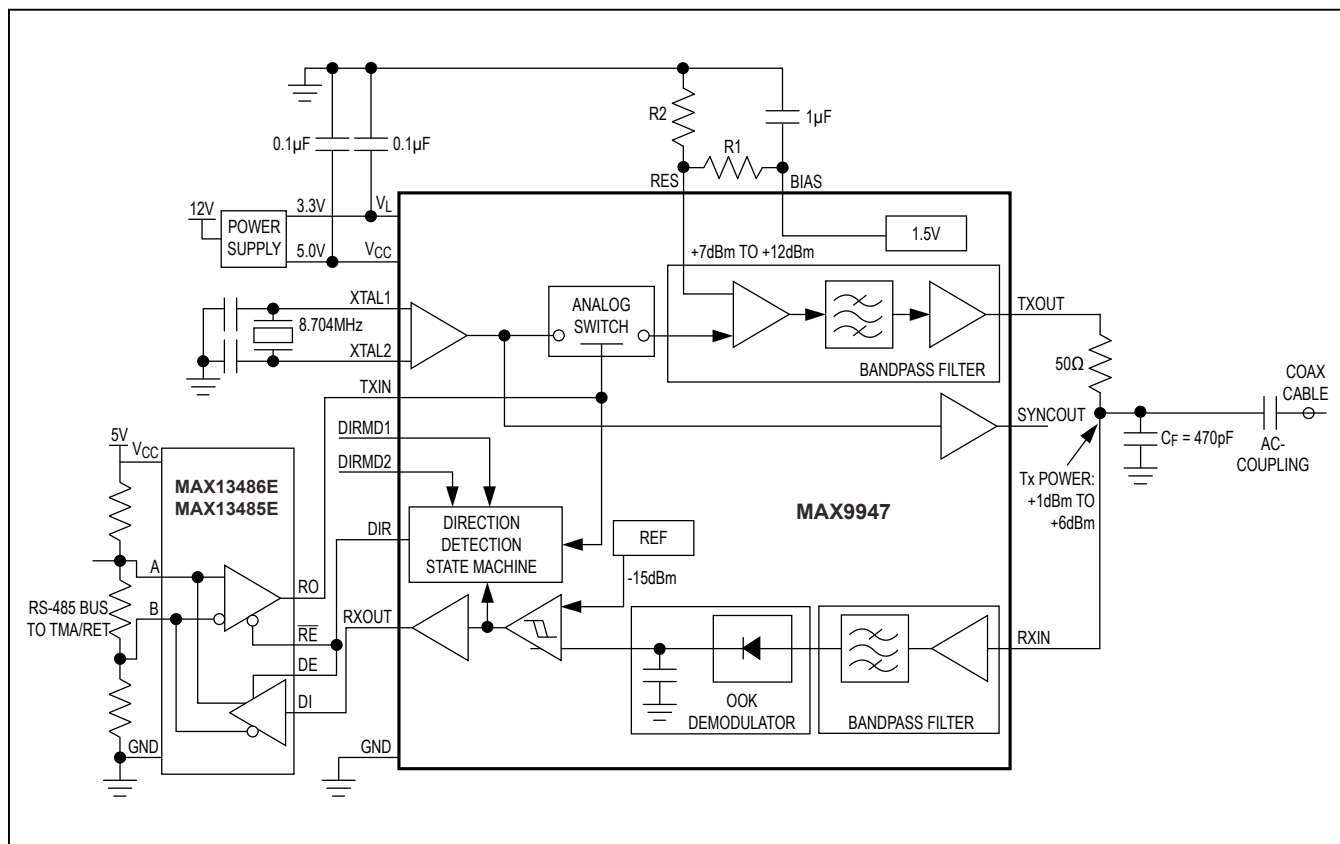 R2
1µF
0.1µF
0.1µF
R1
RES
BIAS
12V
3.3V
VL
POWER
SUPPLY
5.0V
VCC
1.5V
+7dBm TO +12dBm
XTAL1
ANALOG
SWITCH
TXOUT
8.704MHz
XTAL2
BANDPASS FILTER
50Ω
COAX
CABLE
TXIN
SYNCOUT
DIRMD1
5V
VCC
CF = 470pF
AC-
COUPLING
DIRMD2
MAX13486E
MAX13485E
Tx POWER:
+1dBm TO
+6dBm
MAX9947
DIR
DIRECTION
DETECTION
STATE MACHINE
REF
A
-15dBm
RO
B
RS-485 BUS
TO TMA/RET
RE
RXOUT
RXIN
DE
DI
OOK
DEMODULATOR
BANDPASS FILTER
GND
GND